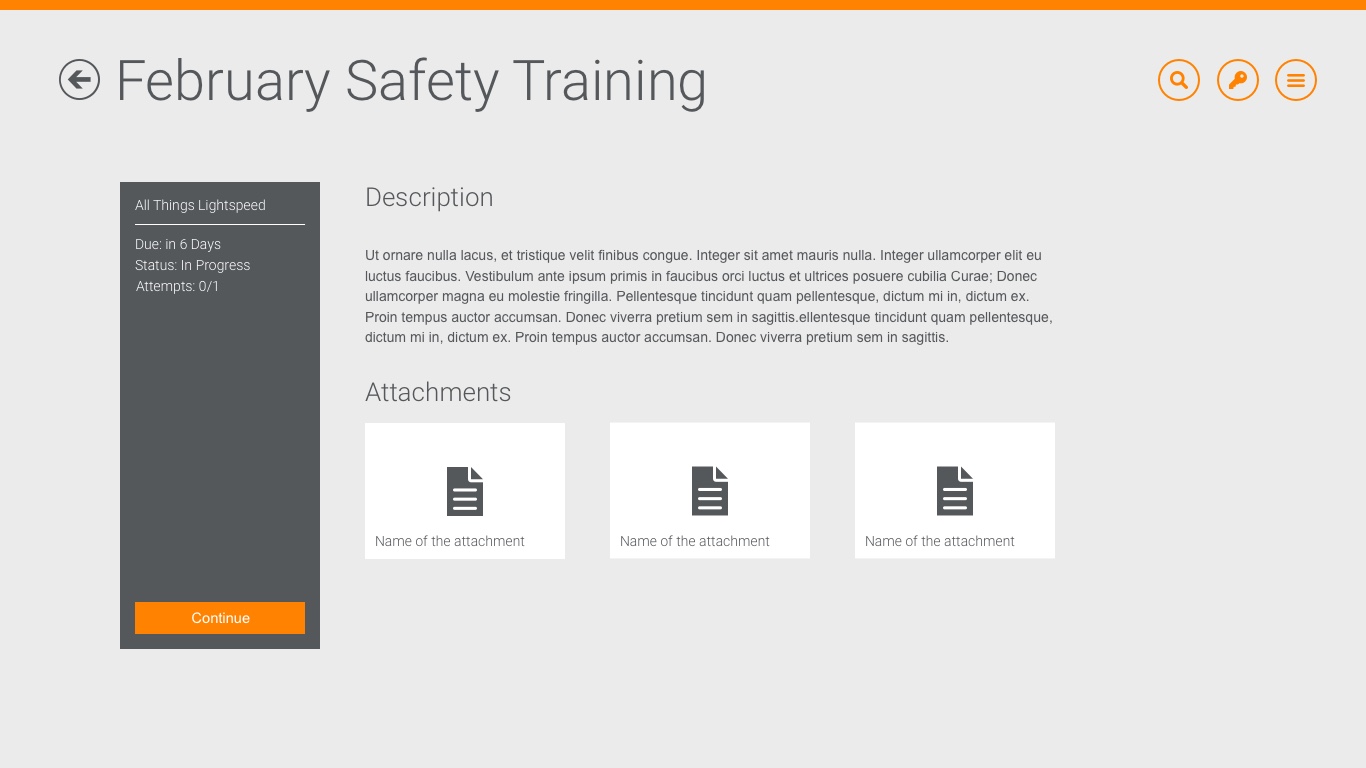 February Safety Training
All Things Lightspeed
Due: in 6 Days
Status: In Progress
Attempts: 0/1
Continue
Description
Ut ornare nulla lacus, et tristique velit finibus congue. Integer sit amet mauris nulla. Integer ullamcorper elit eu
luctus faucibus. Vestibulum ante ipsum primis in faucibus orci luctus et ultrices posuere cubilia Curae; Donec
ullamcorper magna eu molestie fringilla. Pellentesque tincidunt quam pellentesque, dictum mi in, dictum ex.
Proin tempus auctor accumsan. Donec viverra pretium sem in sagittis.ellentesque tincidunt quam pellentesque,
dictum mi in, dictum ex. Proin tempus auctor accumsan. Donec viverra pretium sem in sagittis.
Attachments
Name of the attachment
Name of the attachment
Name of the attachment